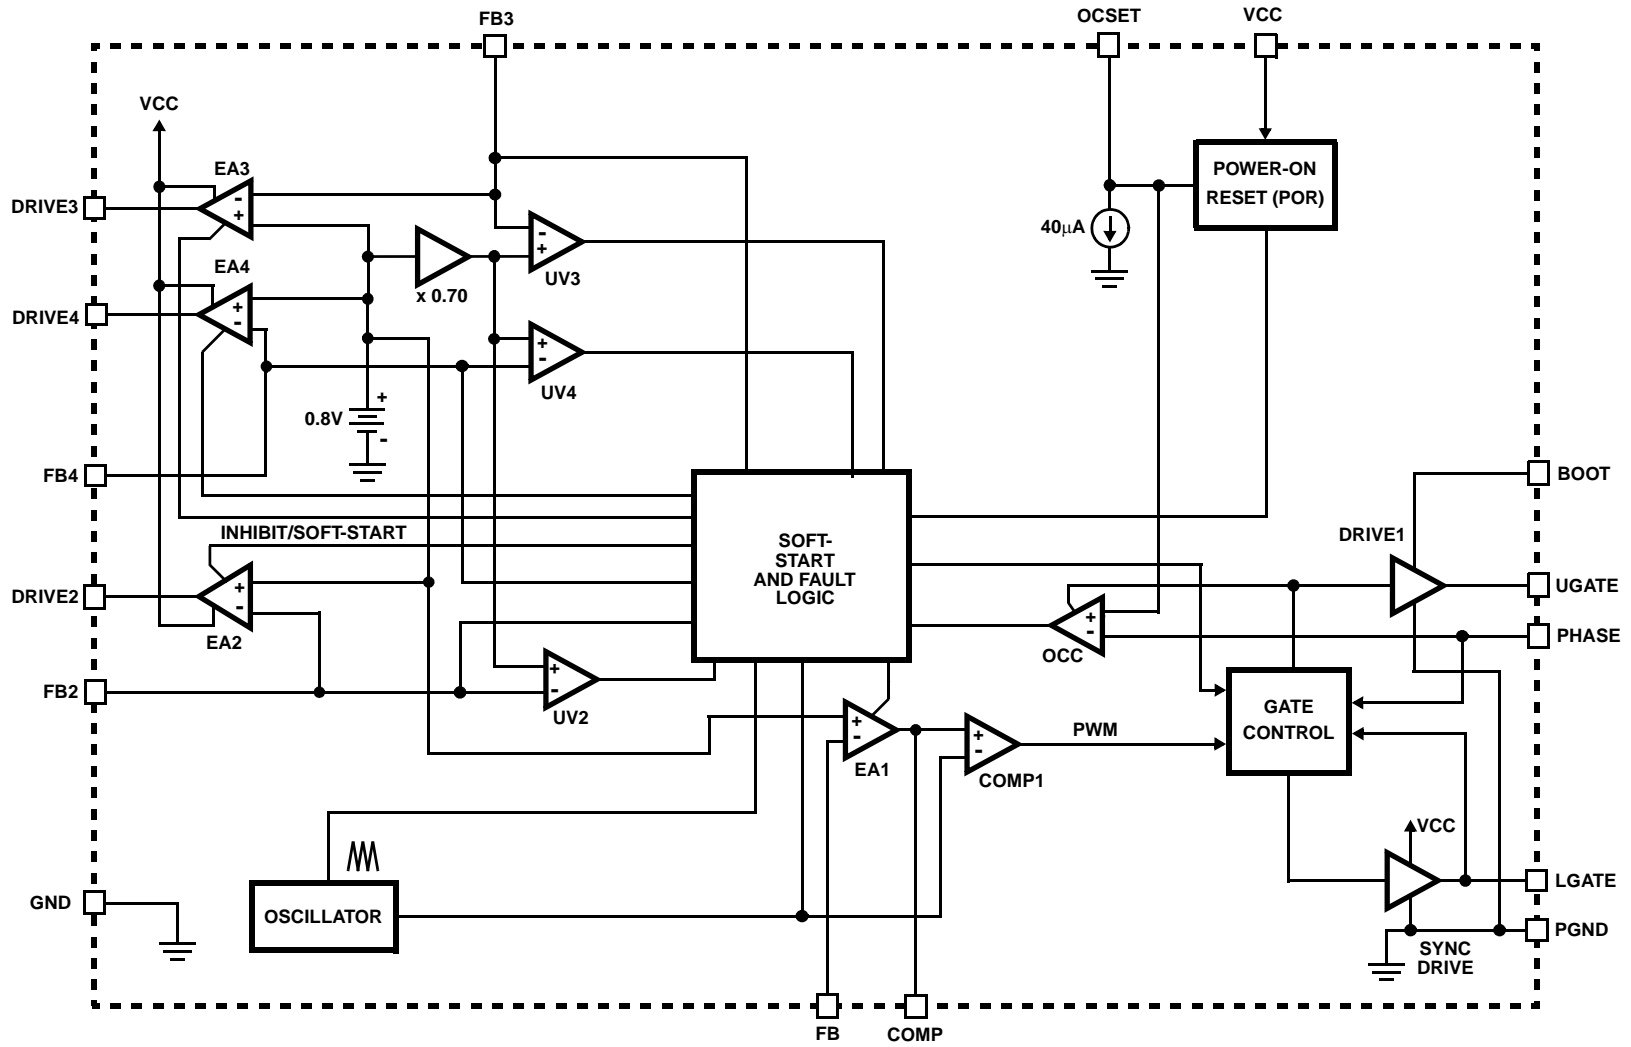 FB3
OCSET
VCC
VCC
EA3
-
+
DRIVE3
POWER-ON
RESET (POR)
40μA
-
+
UV3
EA4
+
-
DRIVE4
x 0.70
+
-
UV4
0.8V
+
-
FB4
BOOT
INHIBIT/SOFT-START
SOFT-
START
AND FAULT
LOGIC
DRIVE1
DRIVE2
+
-
EA2
UGATE
+
-
OCC
PHASE
FB2
+
-
UV2
GATE
CONTROL
+
-
EA1
+
-
COMP1
PWM
VCC
GND
OSCILLATOR
LGATE
PGND
SYNC
DRIVE
FB
COMP